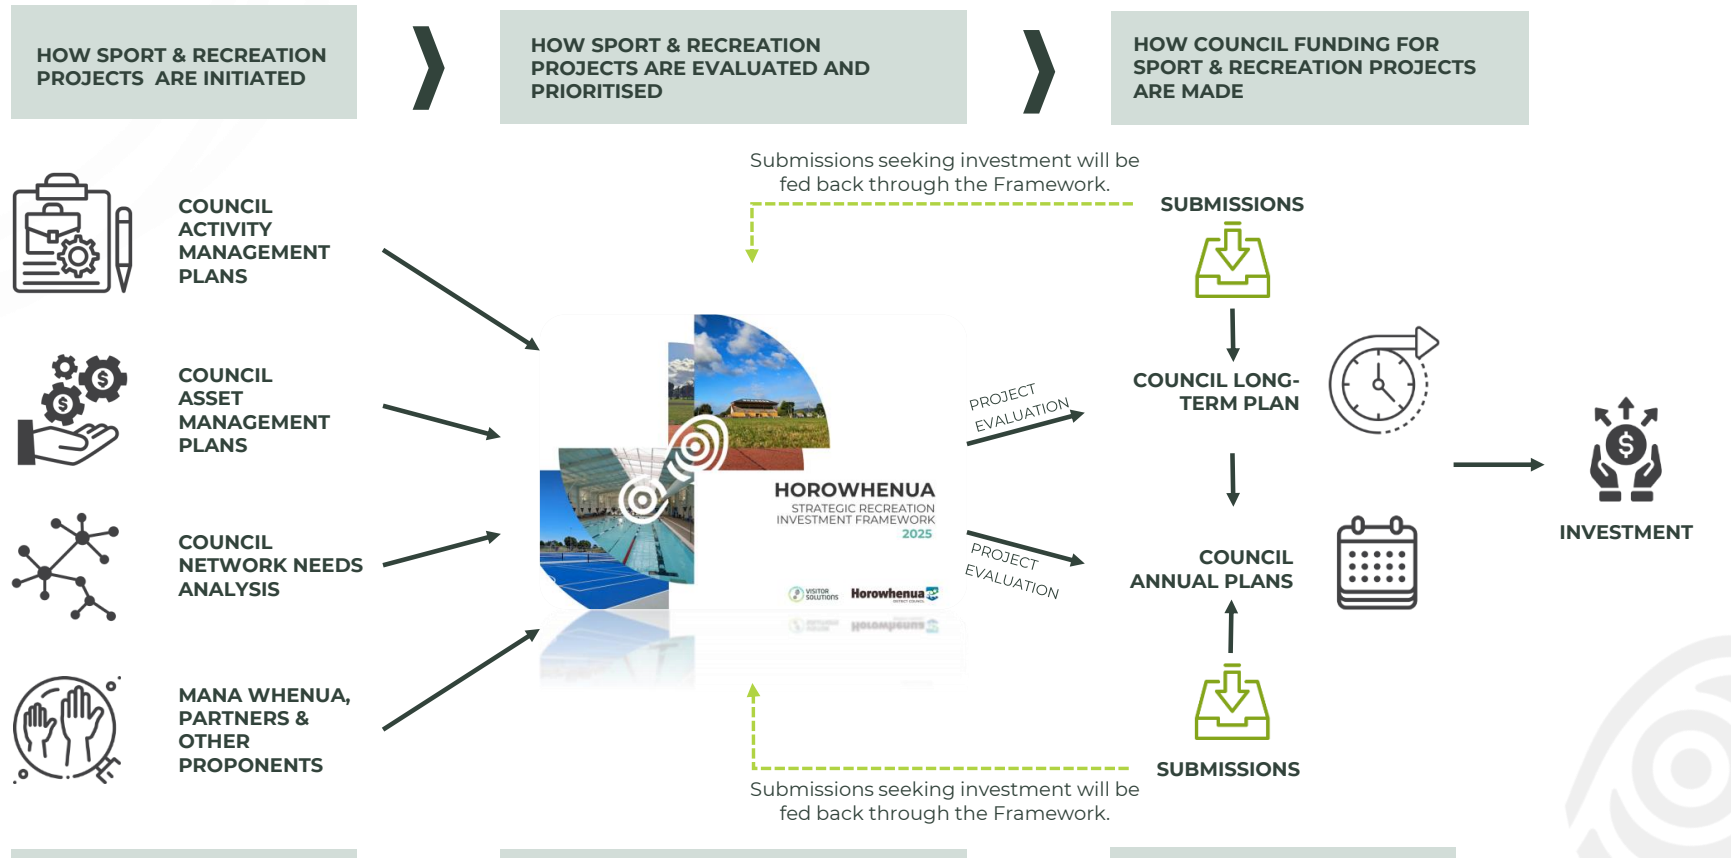 HOW SPORT & RECREATION
PROJECTS ARE INITIATED
HOW SPORT & RECREATION
PROJECTS ARE EVALUATED AND
PRIORITISED
HOW COUNCIL FUNDING FOR
SPORT & RECREATION PROJECTS
ARE MADE
Submissions seeking investment will be
fed back through the Framework.
SUBMISSIONS
COUNCIL
ACTIVITY
MANAGEMENT
PLANS
COUNCIL
ASSET
MANAGEMENT
PLANS
COUNCIL
NETWORK NEEDS
ANALYSIS
MANA WHENUA,
PARTNERS &
OTHER
PROPONENTS
HOROWHENUA
STRATEGIC RECREATION
INVESTMENT FRAMEWORK
2025
VISITOR
SOLUTIONS
Horowhenua
DISTRICT COUNCIL
PROJECT
EVALUATION
PROJECT
EVALUATION
COUNCIL LONG-
TERM PLAN
COUNCIL
ANNUAL PLANS
INVESTMENT
SUBMISSIONS
Submissions seeking investment will be
fed back through the Framework.